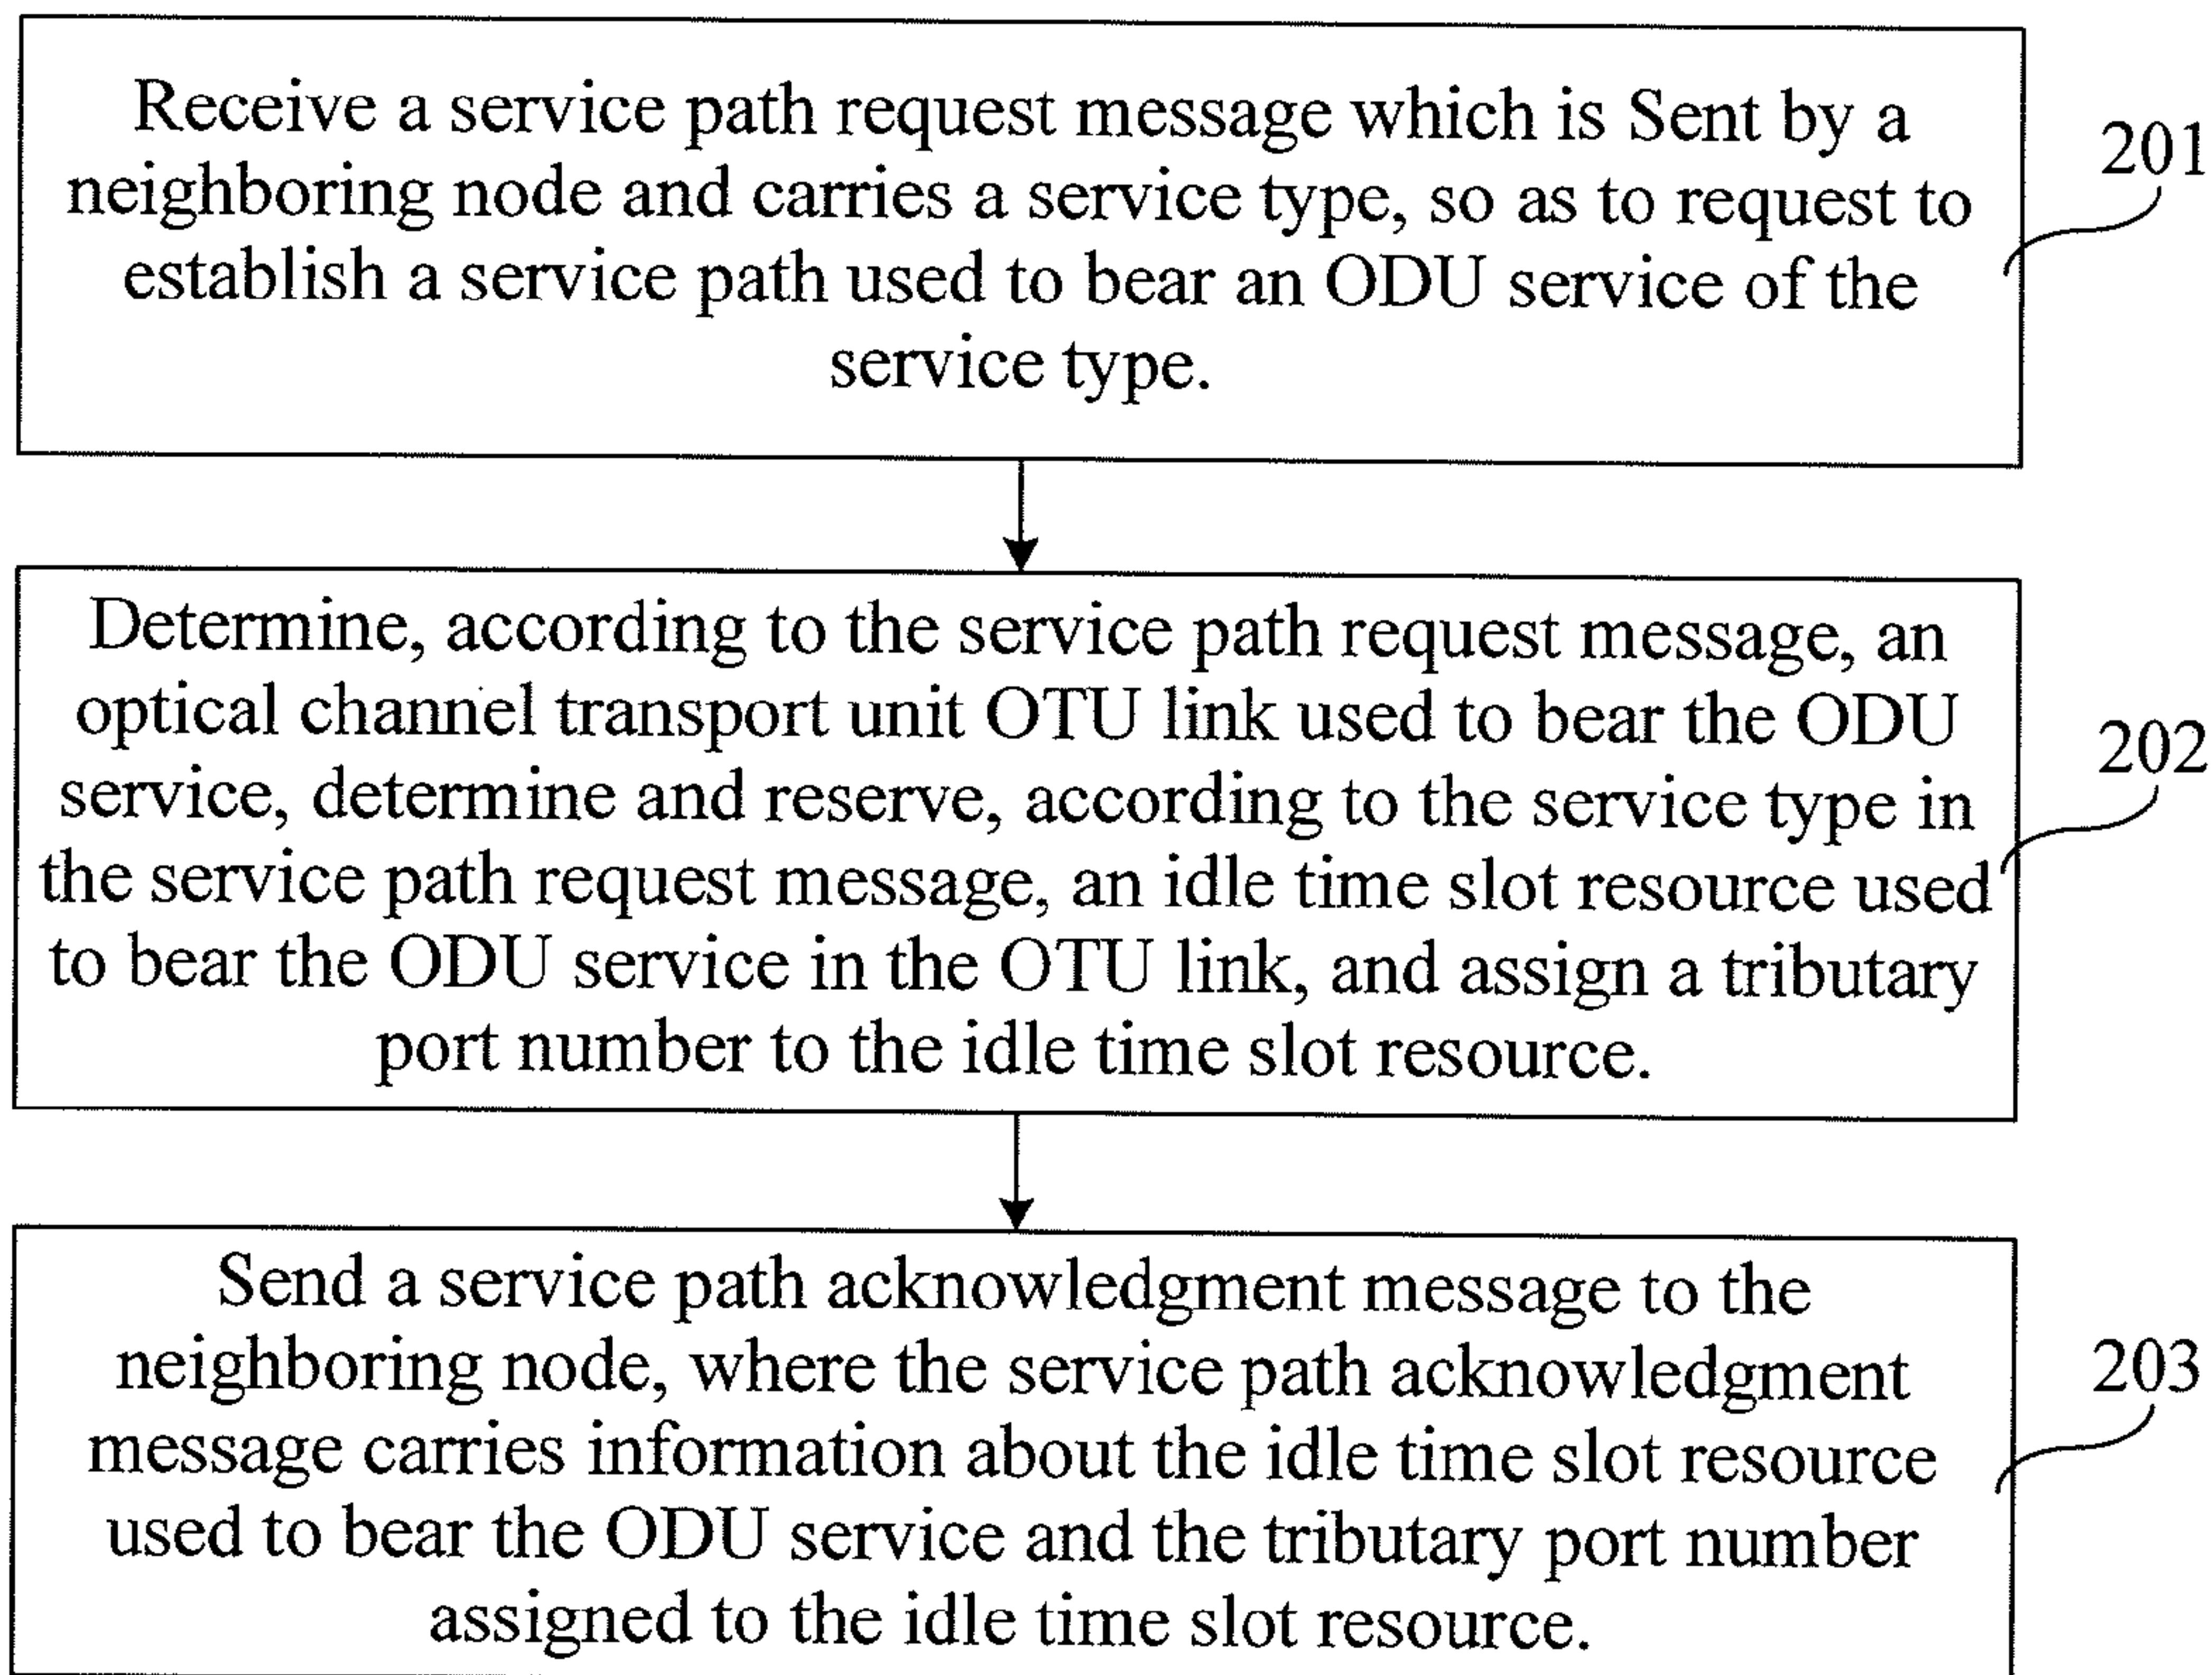 Receive a service path request message which is Sent by a
neighboring node and carries a service type, so as to request to
establish a service path used to bear an ODU service of the
service type.
201
Determine, according to the service path request message, an
optical channel transport unit OTU link used to bear the ODU
service, determine and reserve, according to the service type in
the service path request message, an idle time slot resource used
to bear the ODU service in the OTU link, and assign a tributary
port number to the idle time slot resource.
202
Send a service path acknowledgment message to the
neighboring node, where the service path acknowledgment
message carries information about the idle time slot resource
used to bear the ODU service and the tributary port number
assigned to the idle time slot resource.
203